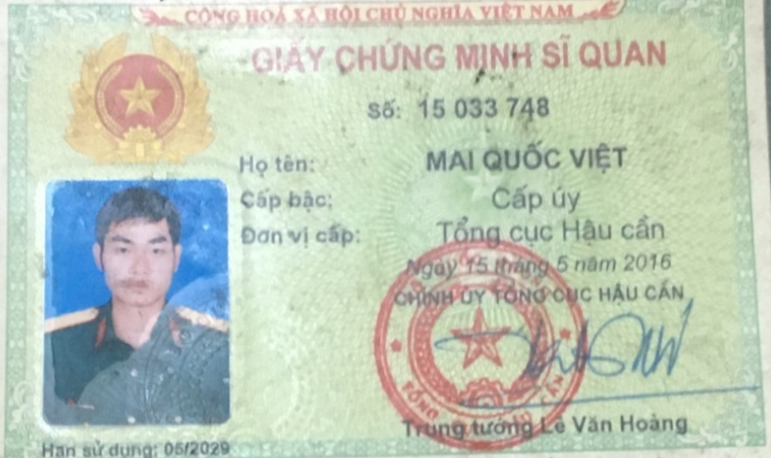 CỘNG HOÀ XÃ HỘI CHỦ NGHĨA VIỆT NAM
GIẤY CHỨNG MINH SĨ QUAN
Số: 15 033 748
Họ tên: MAI QUỐC VIỆT
Cấp bậc: Cấp úy
Đơn vị cấp: Tổng cục Hậu cần
Ngày 15 tháng 5 năm 2016
CHÍNH ỦY TỔNG CỤC HẬU CẦN
Trung tướng Lê Văn Hoàng
Hạn sử dụng: 05/2029